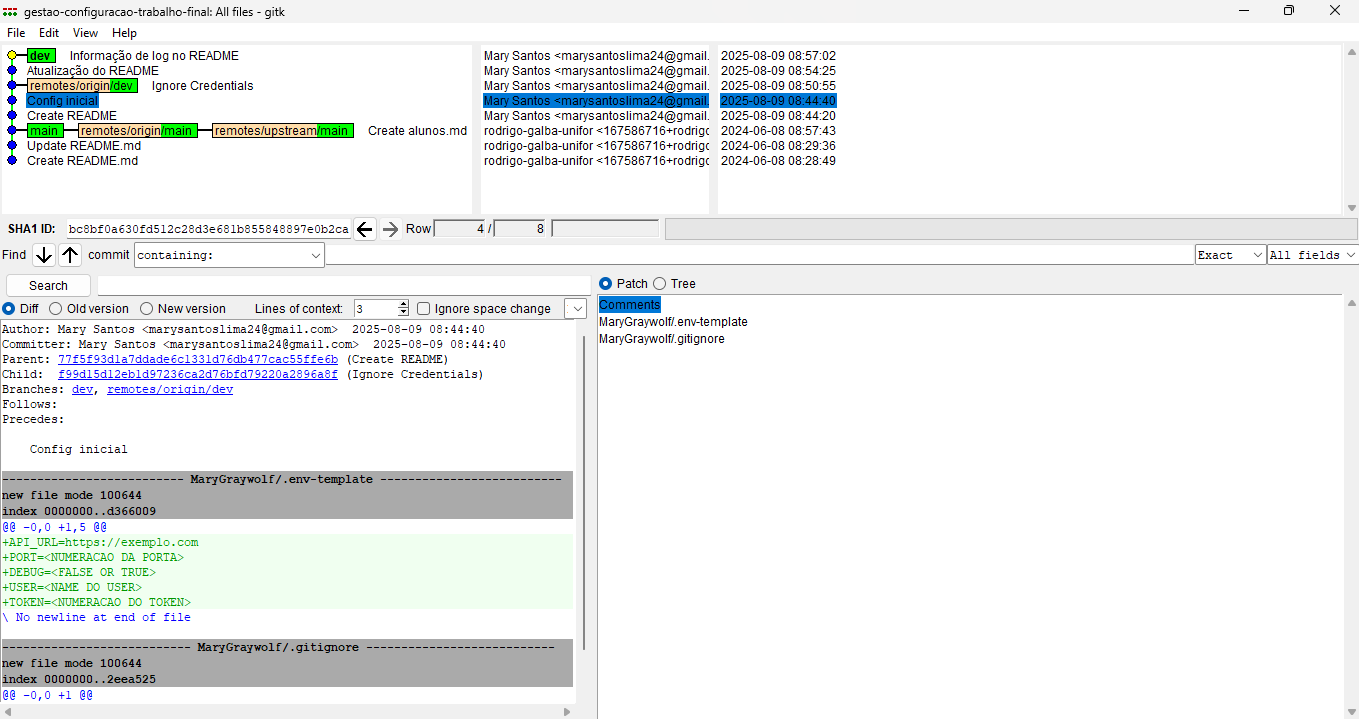 gestao-configuracao-trabalho-final: All files - gitk
File Edit View Help
dev Informação de log no README Mary Santos <marysantoslima24@gmail. 2025-08-09 08:57:02
Atualização do README Mary Santos <marysantoslima24@gmail. 2025-08-09 08:54:25
remotes/origin/dev Ignore Credentials Mary Santos <marysantoslima24@gmail. 2025-08-09 08:50:55
Config inicial Mary Santos <marysantoslima24@gmail. 2025-08-09 08:44:40
Create README Mary Santos <marysantoslima24@gmail. 2025-08-09 08:44:20
main remotes/origin/main remotes/upstream/main Create alunos.md rodrigo-galba-unifor <167586716+rodrigo 2024-06-08 08:57:43
Update README.md rodrigo-galba-unifor <167586716+rodrigo 2024-06-08 08:29:36
Create README.md rodrigo-galba-unifor <167586716+rodrigo 2024-06-08 08:28:49
SHA1 ID: bc8bf0a630fd512c28d3e681b855848897e0b2ca Row 4 / 8
Find commit containing: Exact All fields
Search
Patch Tree
Diff Old version New version Lines of context: 3 Ignore space change
Comments
MaryGraywolf/.env-template
MaryGraywolf/.gitignore
Author: Mary Santos <marysantoslima24@gmail.com> 2025-08-09 08:44:40
Committer: Mary Santos <marysantoslima24@gmail.com> 2025-08-09 08:44:40
Parent: 77f5f93d1a7ddade6c1331d76db477cac55ffe6b (Create README)
Child: f99d15d12eb1d97236ca2d76bfd79220a2896a8f (Ignore Credentials)
Branches: dev, remotes/origin/dev
Follows:
Precedes:
Config inicial
-------------------------- MaryGraywolf/.env-template --------------------------
new file mode 100644
index 0000000..d366009
@@ -0,0 +1,5 @@
+API_URL=https://exemplo.com
+PORT=<NUMERACAO DA PORTA>
+DEBUG=<FALSE OR TRUE>
+USER=<NAME DO USER>
+TOKEN=<NUMERACAO DO TOKEN>
\ No newline at end of file
--------------------------- MaryGraywolf/.gitignore ---------------------------
new file mode 100644
index 0000000..2eea525
@@ -0,0 +1 @@